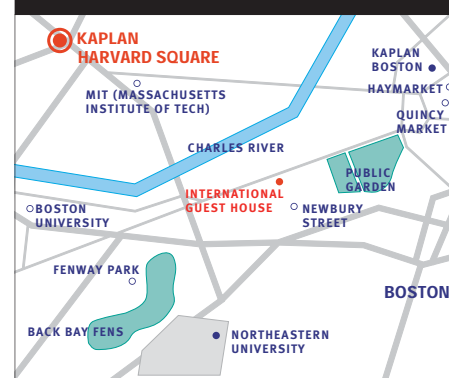 KAPLAN
HARVARD SQUARE
KAPLAN
BOSTON
HAYMARKET
MIT (MASSACHUSETTS
INSTITUTE OF TECH)
QUINCY
MARKET
CHARLES RIVER
PUBLIC
GARDEN
INTERNATIONAL
GUEST HOUSE
NEWBURY
STREET
BOSTON
UNIVERSITY
FENWAY PARK
BOSTON
BACK BAY FENS
NORTHEASTERN
UNIVERSITY